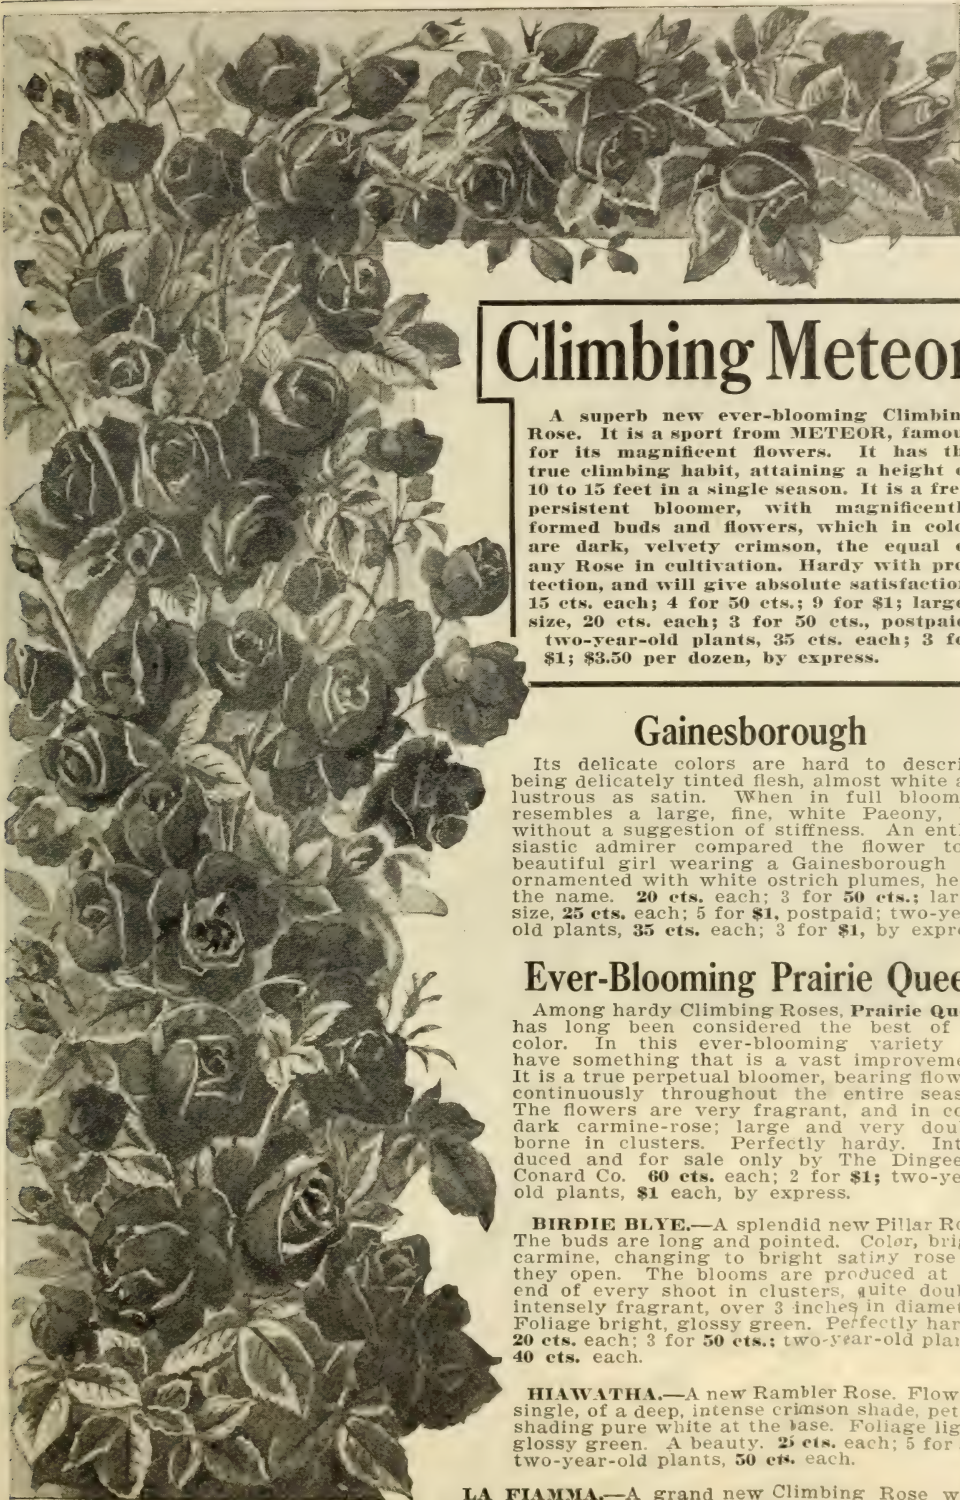 Climbing Meteor
A superb new ever-blooming Climbin
Rose. It is a sport from METEOR, famou
for its magnificent flowers. It has th
true climbing habit, attaining a height o
10 to 15 feet in a single season. It is a fre
persistent bloomer, with magnificentl
formed buds and flowers, which in colo
are dark, velvety crimson, the equal o
any Rose in cultivation. Hardy with pro
tection, and will give absolute satisfaction
15 cts. each; 4 for 50 cts.; 9 for $1; large
size, 20 cts. each; 3 for 50 cts., postpaid
two-year-old plants, 35 cts. each; 3 fo
$1; $3.50 per dozen, by express.
Gainesborough
Its delicate colors are hard to descri
being delicately tinted flesh, almost white a
lustrous as satin. When in full bloom
resembles a large, fine, white Paeony,
without a suggestion of stiffness. An enth
siastic admirer compared the flower to
beautiful girl wearing a Gainesborough
ornamented with white ostrich plumes, he
the name. 20 cts. each; 3 for 50 cts.; lar
size, 25 cts. each; 5 for $1, postpaid; two-ye
old plants, 35 cts. each; 3 for $1, by expre
Ever-Blooming Prairie Quee
Among hardy Climbing Roses, Prairie Qu
has long been considered the best of
color. In this ever-blooming variety
have something that is a vast improveme
It is a true perpetual bloomer, bearing flow
continuously throughout the entire seas
The flowers are very fragrant, and in co
dark carmine-rose; large and very dou
borne in clusters. Perfectly hardy. Int
duced and for sale only by The Dingee
Conard Co. 60 cts. each; 2 for $1; two-ye
old plants, $1 each, by express.
BIRDIE BLYE.—A splendid new Pillar Ro
The buds are long and pointed. Color, brig
carmine, changing to bright satiny rose
they open. The blooms are produced at
end of every shoot in clusters, quite doub
intensely fragrant, over 3 inches in diamet
Foliage bright, glossy green. Perfectly har
20 cts. each; 3 for 50 cts.; two-year-old plan
40 cts. each.
HIAWATHA.—A new Rambler Rose. Flow
single, of a deep, intense crimson shade, pet
shading pure white at the base. Foliage lig
glossy green. A beauty. 25 cts. each; 5 for
two-year-old plants, 50 cts. each.
LA FIAMMA.—A grand new Climbing Rose w